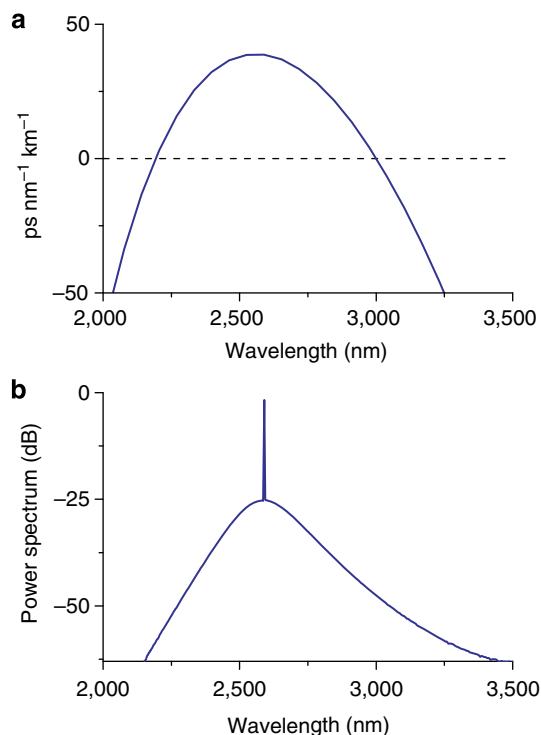 a
50
0
–50
ps nm⁻¹ km⁻¹
2,000 2,500 3,000 3,500
Wavelength (nm)
b
0
–25
–50
Power spectrum (dB)
2,000 2,500 3,000 3,500
Wavelength (nm)